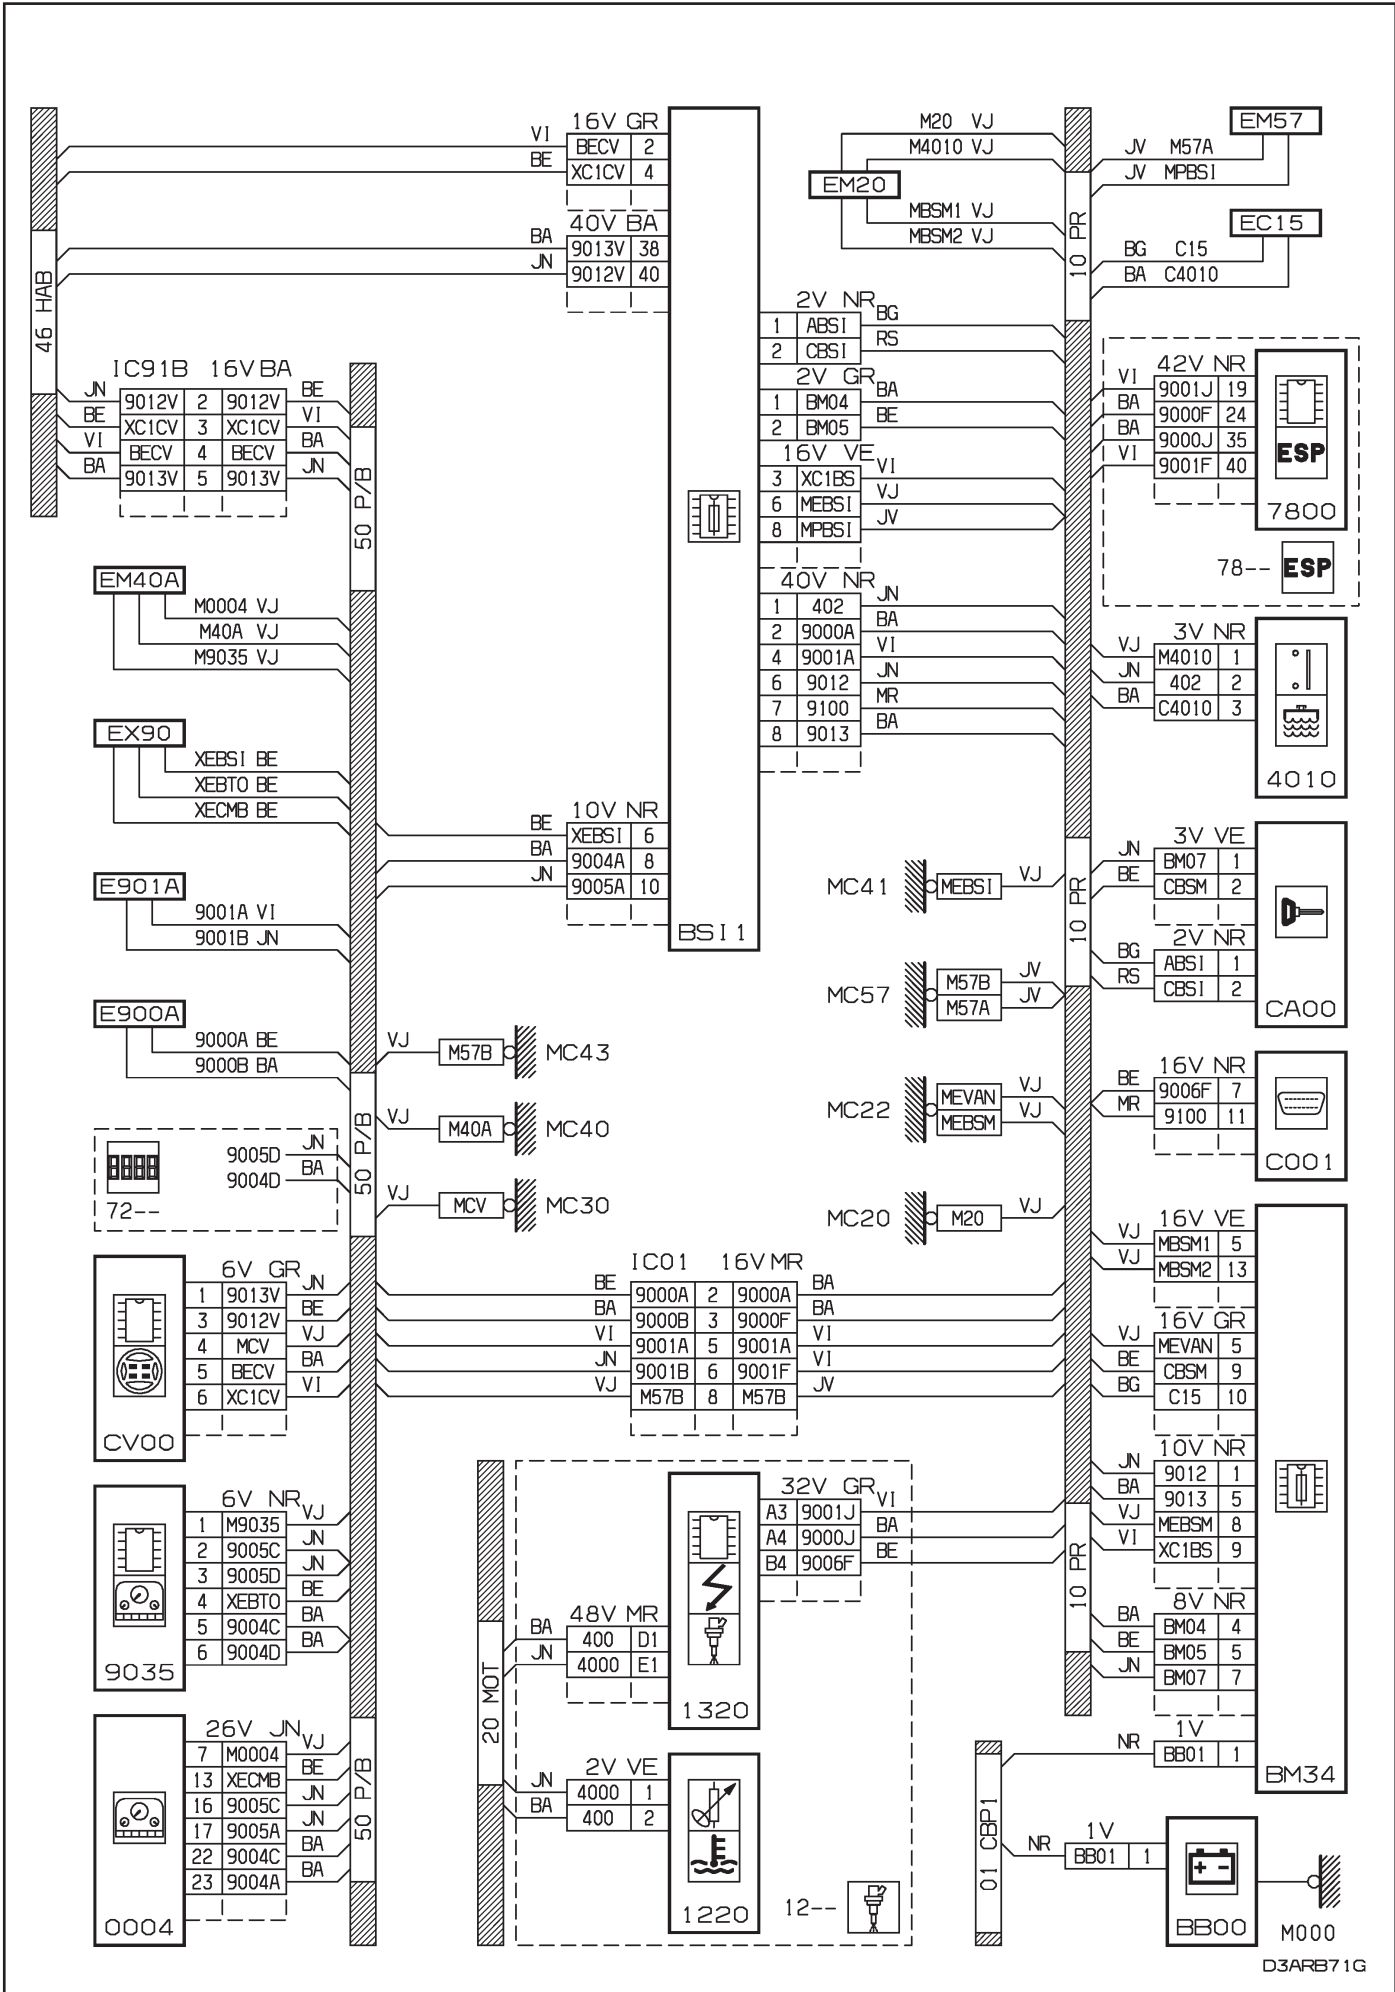 46 HAB
VI
BE
16V GR
BECV 2
XC1CV 4
BA
JN
40V BA
9013V 38
9012V 40
BSI1
IC91B 16V BA
JN 9012V 2 9012V BE
BE XC1CV 3 XC1CV VI
VI BECV 4 BECV BA
BA 9013V 5 9013V JN
50 P/B
EM40A
M0004 VJ
M40A VJ
M9035 VJ
EX90
XEBSI BE
XEBTO BE
XECMB BE
E901A
9001A VI
9001B JN
E900A
9000A BE
9000B BA
9005D JN
9004D BA
72--
50 P/B
10V NR
BE XEBSI 6
BA 9004A 8
JN 9005A 10
VJ M57B MC43
VJ M40A MC40
VJ MCV MC30
2V NR
1 ABSI BG
2 CBSI RS
2V GR
1 BM04 BA
2 BM05 BE
16V VE
3 XC1BS VI
6 MEBSI VJ
8 MPBSI JV
40V NR
1 402 JN
2 9000A BA
4 9001A VI
6 9012 JN
7 9100 MR
8 9013 BA
EM20
M20 VJ
M4010 VJ
MBSM1 VJ
MBSM2 VJ
10 PR
EM57
JV M57A
JV MPBSI
EC15
BG C15
BA C4010
42V NR
VI 9001J 19
BA 9000F 24
BA 9000J 35
VI 9001F 40
ESP
7800
78-- ESP
3V NR
VJ M4010 1
JN 402 2
BA C4010 3
4010
MC41 MEBSI VJ
MC57 M57B JV
M57A JV
MC22 MEVAN VJ
MEBSM VJ
MC20 M20 VJ
10 PR
3V VE
JN BM07 1
BE CBSM 2
2V NR
BG ABSI 1
RS CBSI 2
CA00
16V NR
BE 9006F 7
MR 9100 11
C001
6V GR
1 9013V JN
3 9012V BE
4 MCV VJ
5 BECV BA
6 XC1CV VI
CV00
IC01 16V MR
BE 9000A 2 9000A BA
BA 9000B 3 9000F BA
VI 9001A 5 9001A VI
JN 9001B 6 9001F VI
VJ M57B 8 M57B JV
16V VE
VJ MBSM1 5
VJ MBSM2 13
16V GR
VJ MEVAN 5
BE CBSM 9
BG C15 10
10V NR
JN 9012 1
BA 9013 5
VJ MEBSM 8
VI XC1BS 9
8V NR
BA BM04 4
BE BM05 5
JN BM07 7
1V
NR BB01 1
BM34
10 PR
6V NR
1 M9035 VJ
2 9005C JN
3 9005D JN
4 XEBTO BE
5 9004C BA
6 9004D BA
9035
26V JN
7 M0004 VJ
13 XECMB BE
16 9005C JN
17 9005A JN
22 9004C BA
23 9004A BA
0004
50 P/B
20 MOT
32V GR
A3 9001J VI
A4 9000J BA
B4 9006F BE
48V MR
BA 400 D1
JN 4000 E1
1320
2V VE
JN 4000 1
BA 400 2
1220
12--
01 CBP1
1V
NR BB01 1
BB00
M000
D3ARB71G